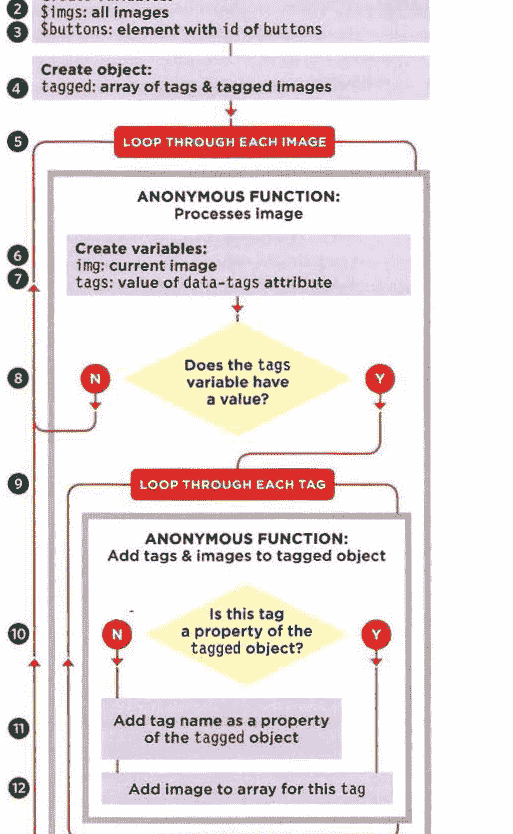 2
$imgs: all images
3
$buttons: element with id of buttons
Create object:
4
tagged: array of tags & tagged images
5
LOOP THROUGH EACH IMAGE
ANONYMOUS FUNCTION:
Processes image
Create variables:
6
img: current image
7
tags: value of data-tags attribute
Does the tags
8
N
variable have
Y
a value?
9
LOOP THROUGH EACH TAG
ANONYMOUS FUNCTION:
Add tags & images to tagged object
Is this tag
10
N
a property of the
Y
tagged object?
11
Add tag name as a property
of the tagged object
12
Add image to array for this tag